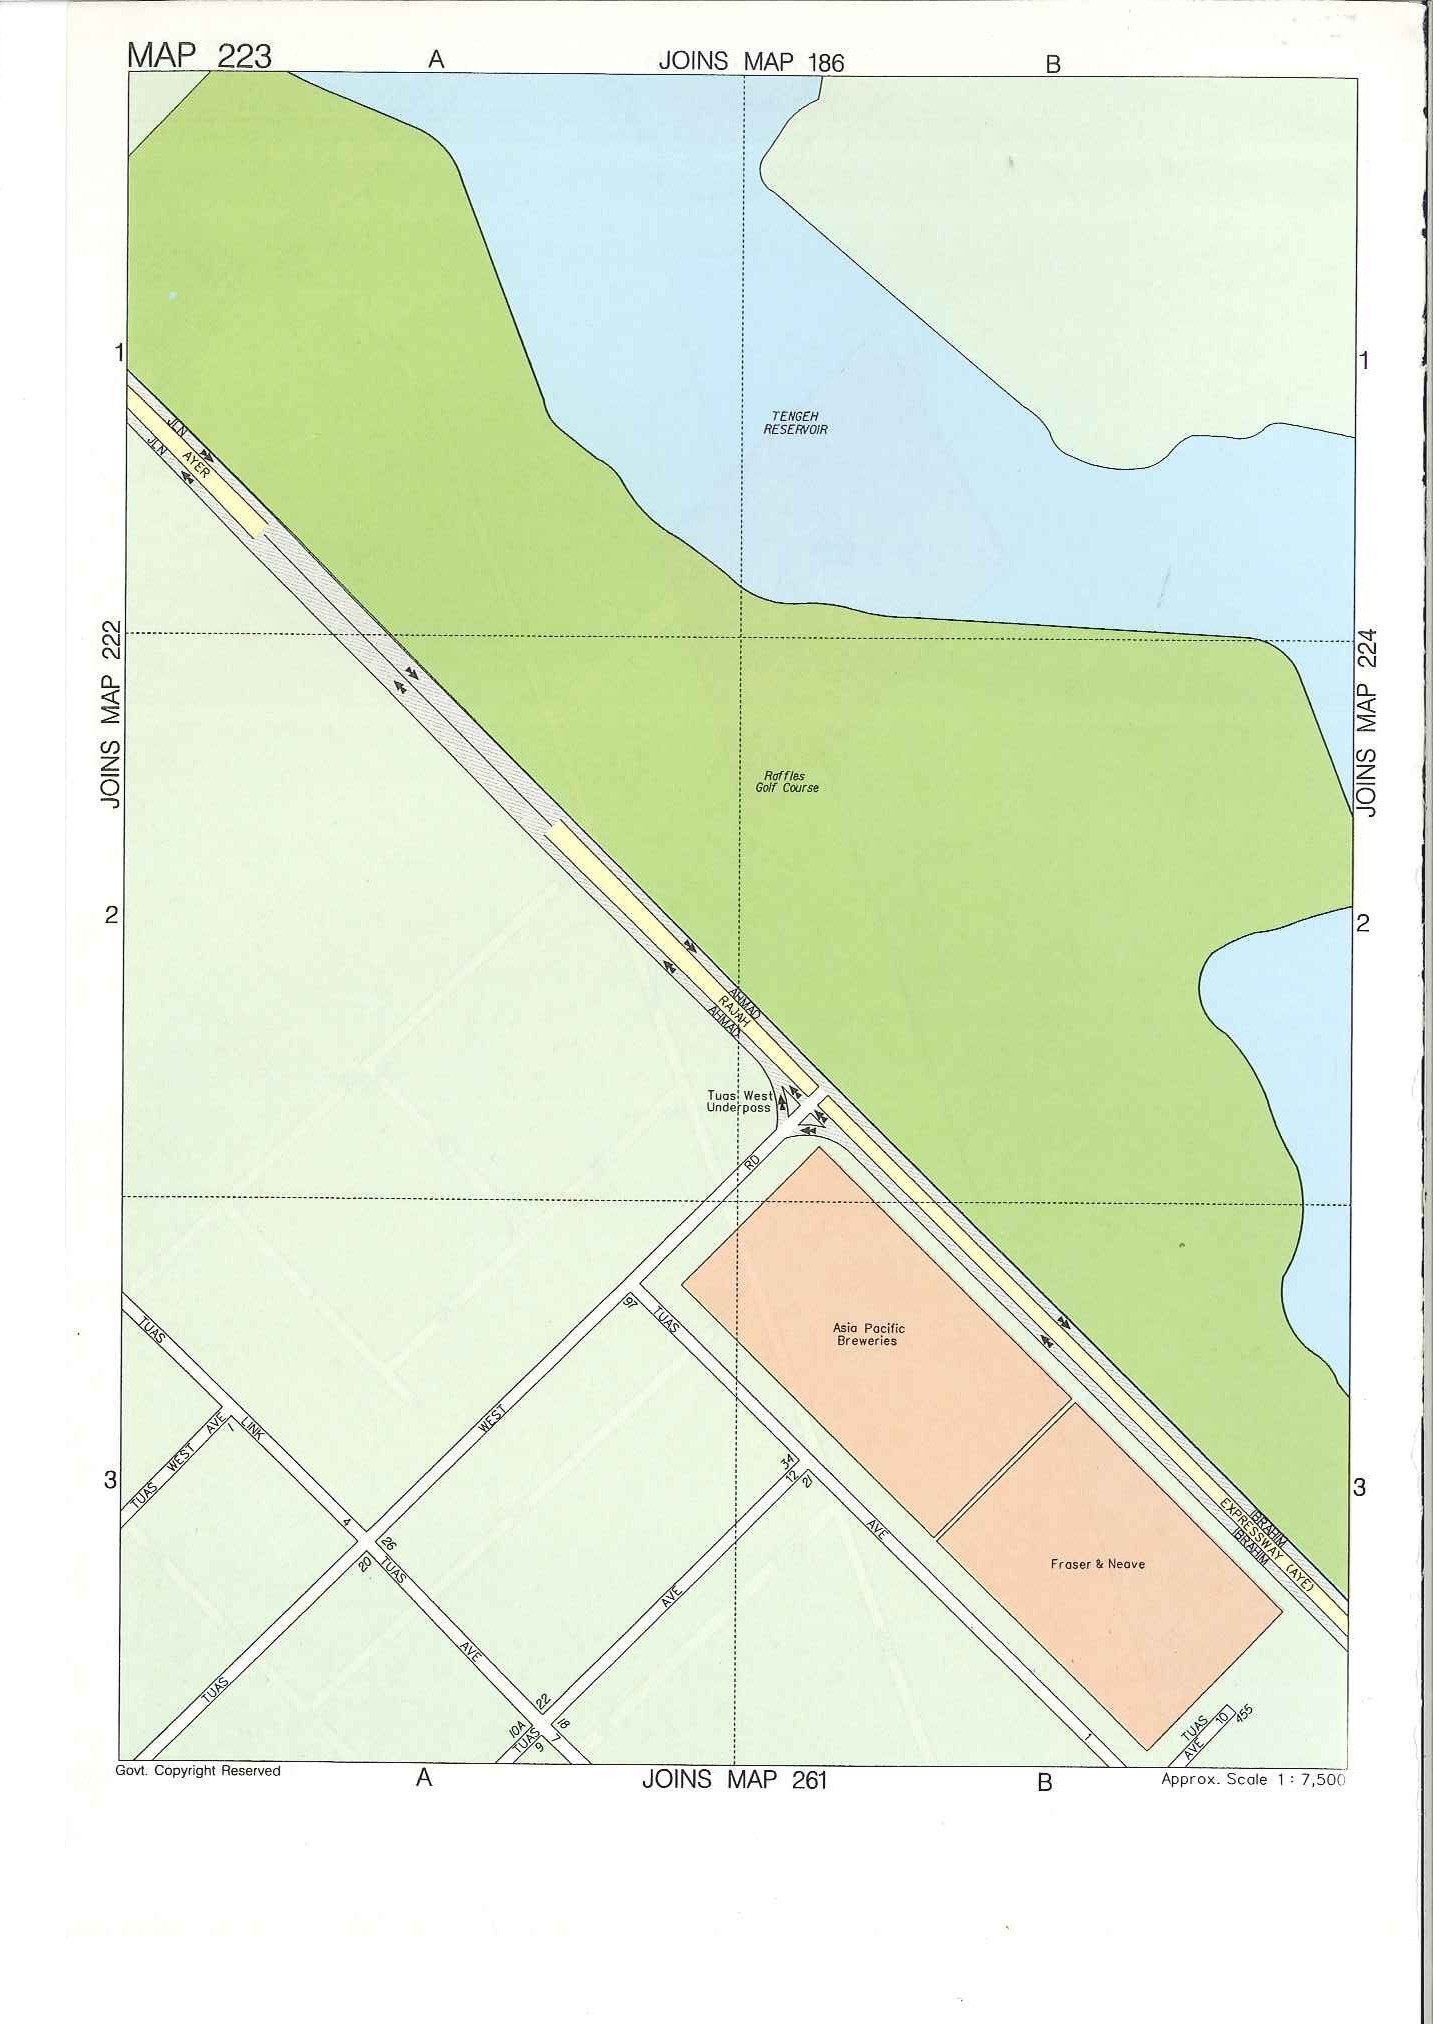 MAP 223
A
JOINS MAP 186
B
1
1
TENGEH
RESERVOIR
JLN
JLN
AYER
JOINS MAP 222
JOINS MAP 224
Raffles
Golf Course
2
2
AHMAD
RAJAH
AHMAD
Tuas West
Underpass
RD
97
TUAS
TUAS
Asia Pacific
Breweries
WEST
LINK
1
TUAS WEST AVE
3
3
34
12
21
AVE
4
26
20
TUAS
IBRAHIM
EXPRESSWAY (AYE)
IBRAHIM
Fraser & Neave
AVE
AVE
TUAS
22
18
10A
TUAS
9
7
1
TUAS
AVE
10
455
Govt. Copyright Reserved
A
JOINS MAP 261
B
Approx. Scale 1 : 7,500